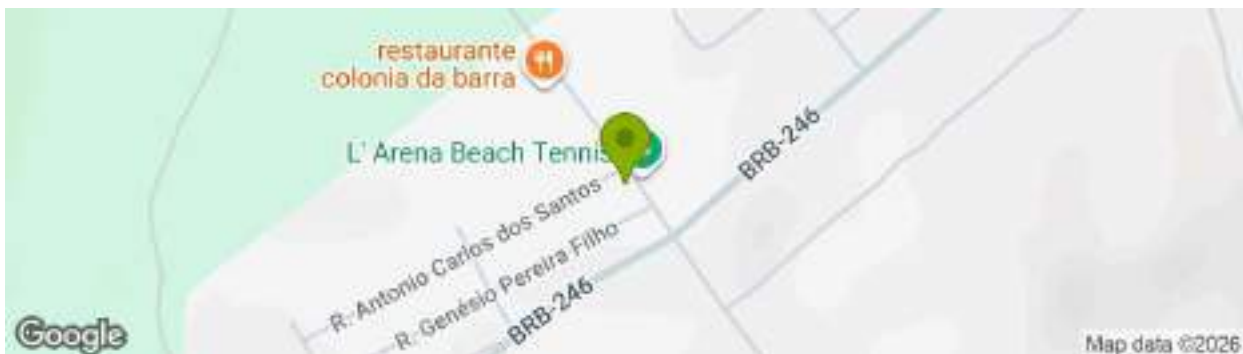 restaurante
colonia da barra
L' Arena Beach Tennis
BRB-246
R. Antonio Carlos dos Santos
R. Genésio Pereira Filho
BRB-246
Google
Map data ©2026